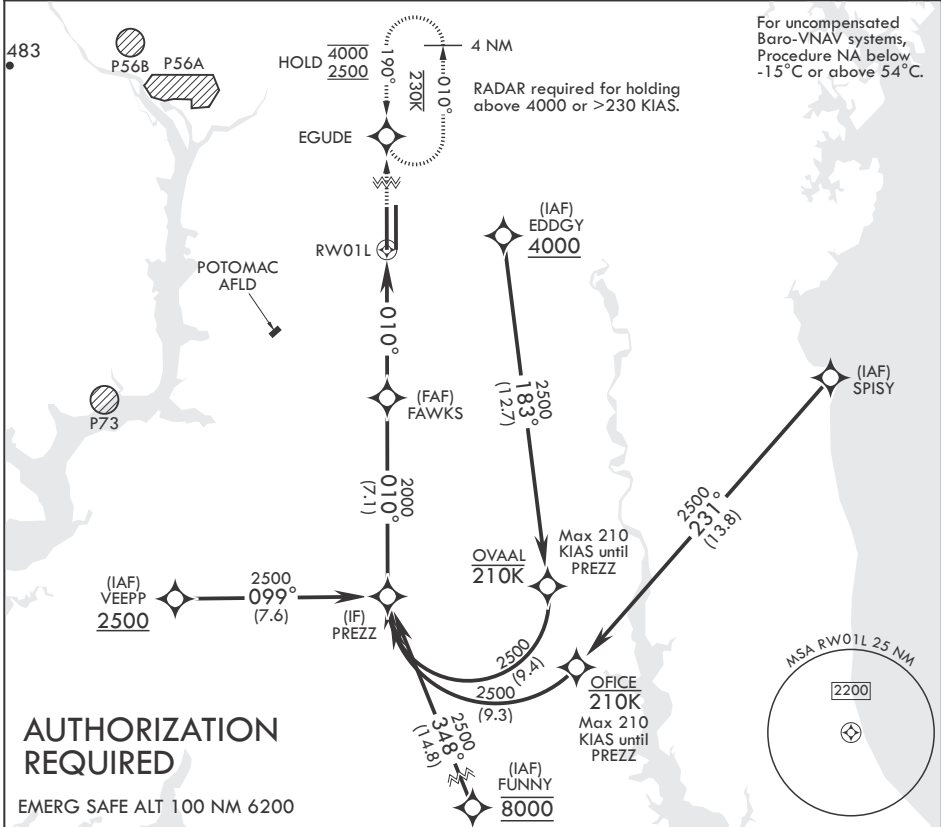 483
P56B
P56A
HOLD
4000
2500
190°
230K
010°
4 NM
RADAR required for holding
above 4000 or >230 KIAS.
For uncompensated
Baro-VNAV systems,
Procedure NA below
-15°C or above 54°C.
EGUDE
RW01L
POTOMAC
AFLD
(IAF)
EDDGY
4000
010°
(FAF)
FAWKS
P73
2500
183°
(12.7)
(IAF)
SPISY
2500
231°
(13.8)
2000
010°
(7.1)
OVAAL
210K
Max 210
KIAS until
PREZZ
(IAF)
VEEPP
2500
2500
099°
(7.6)
(IF)
PREZZ
2500
(9.4)
2500
(9.3)
OFICE
210K
Max 210
KIAS until
PREZZ
MSA RW01L 25 NM
2200
2500
348°
(14.8)
(IAF)
FUNNY
8000
AUTHORIZATION
REQUIRED
EMERG SAFE ALT 100 NM 6200